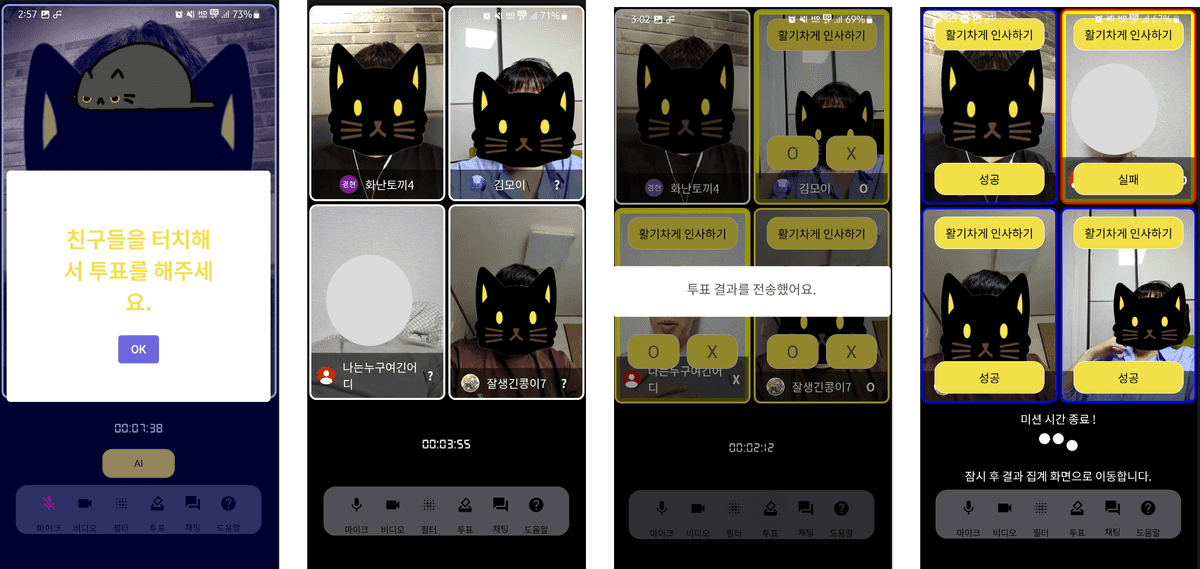 2:57
73%
친구들을 터치해
서 투표를 해주세
요.
OK
00:07:38
AI
마이크 비디오 필터 투표 채팅 도움말
71%
경현 화난토끼4
김모이 ?
나는누구여긴어
디 ?
잘생긴콩이7 ?
00:03:55
마이크 비디오 필터 투표 채팅 도움말
3:02
69%
활기차게 인사하기
O X
경현 화난토끼4
김모이 O
활기차게 인사하기
활기차게 인사하기
투표 결과를 전송했어요.
O X
O X
나는누구여긴어
디 X
잘생긴콩이7 O
00:02:12
마이크 비디오 필터 투표 채팅 도움말
67%
활기차게 인사하기
활기차게 인사하기
성공
실패
활기차게 인사하기
활기차게 인사하기
성공
성공
미션 시간 종료 !
잠시 후 결과 집계 화면으로 이동합니다.
마이크 비디오 필터 투표 채팅 도움말